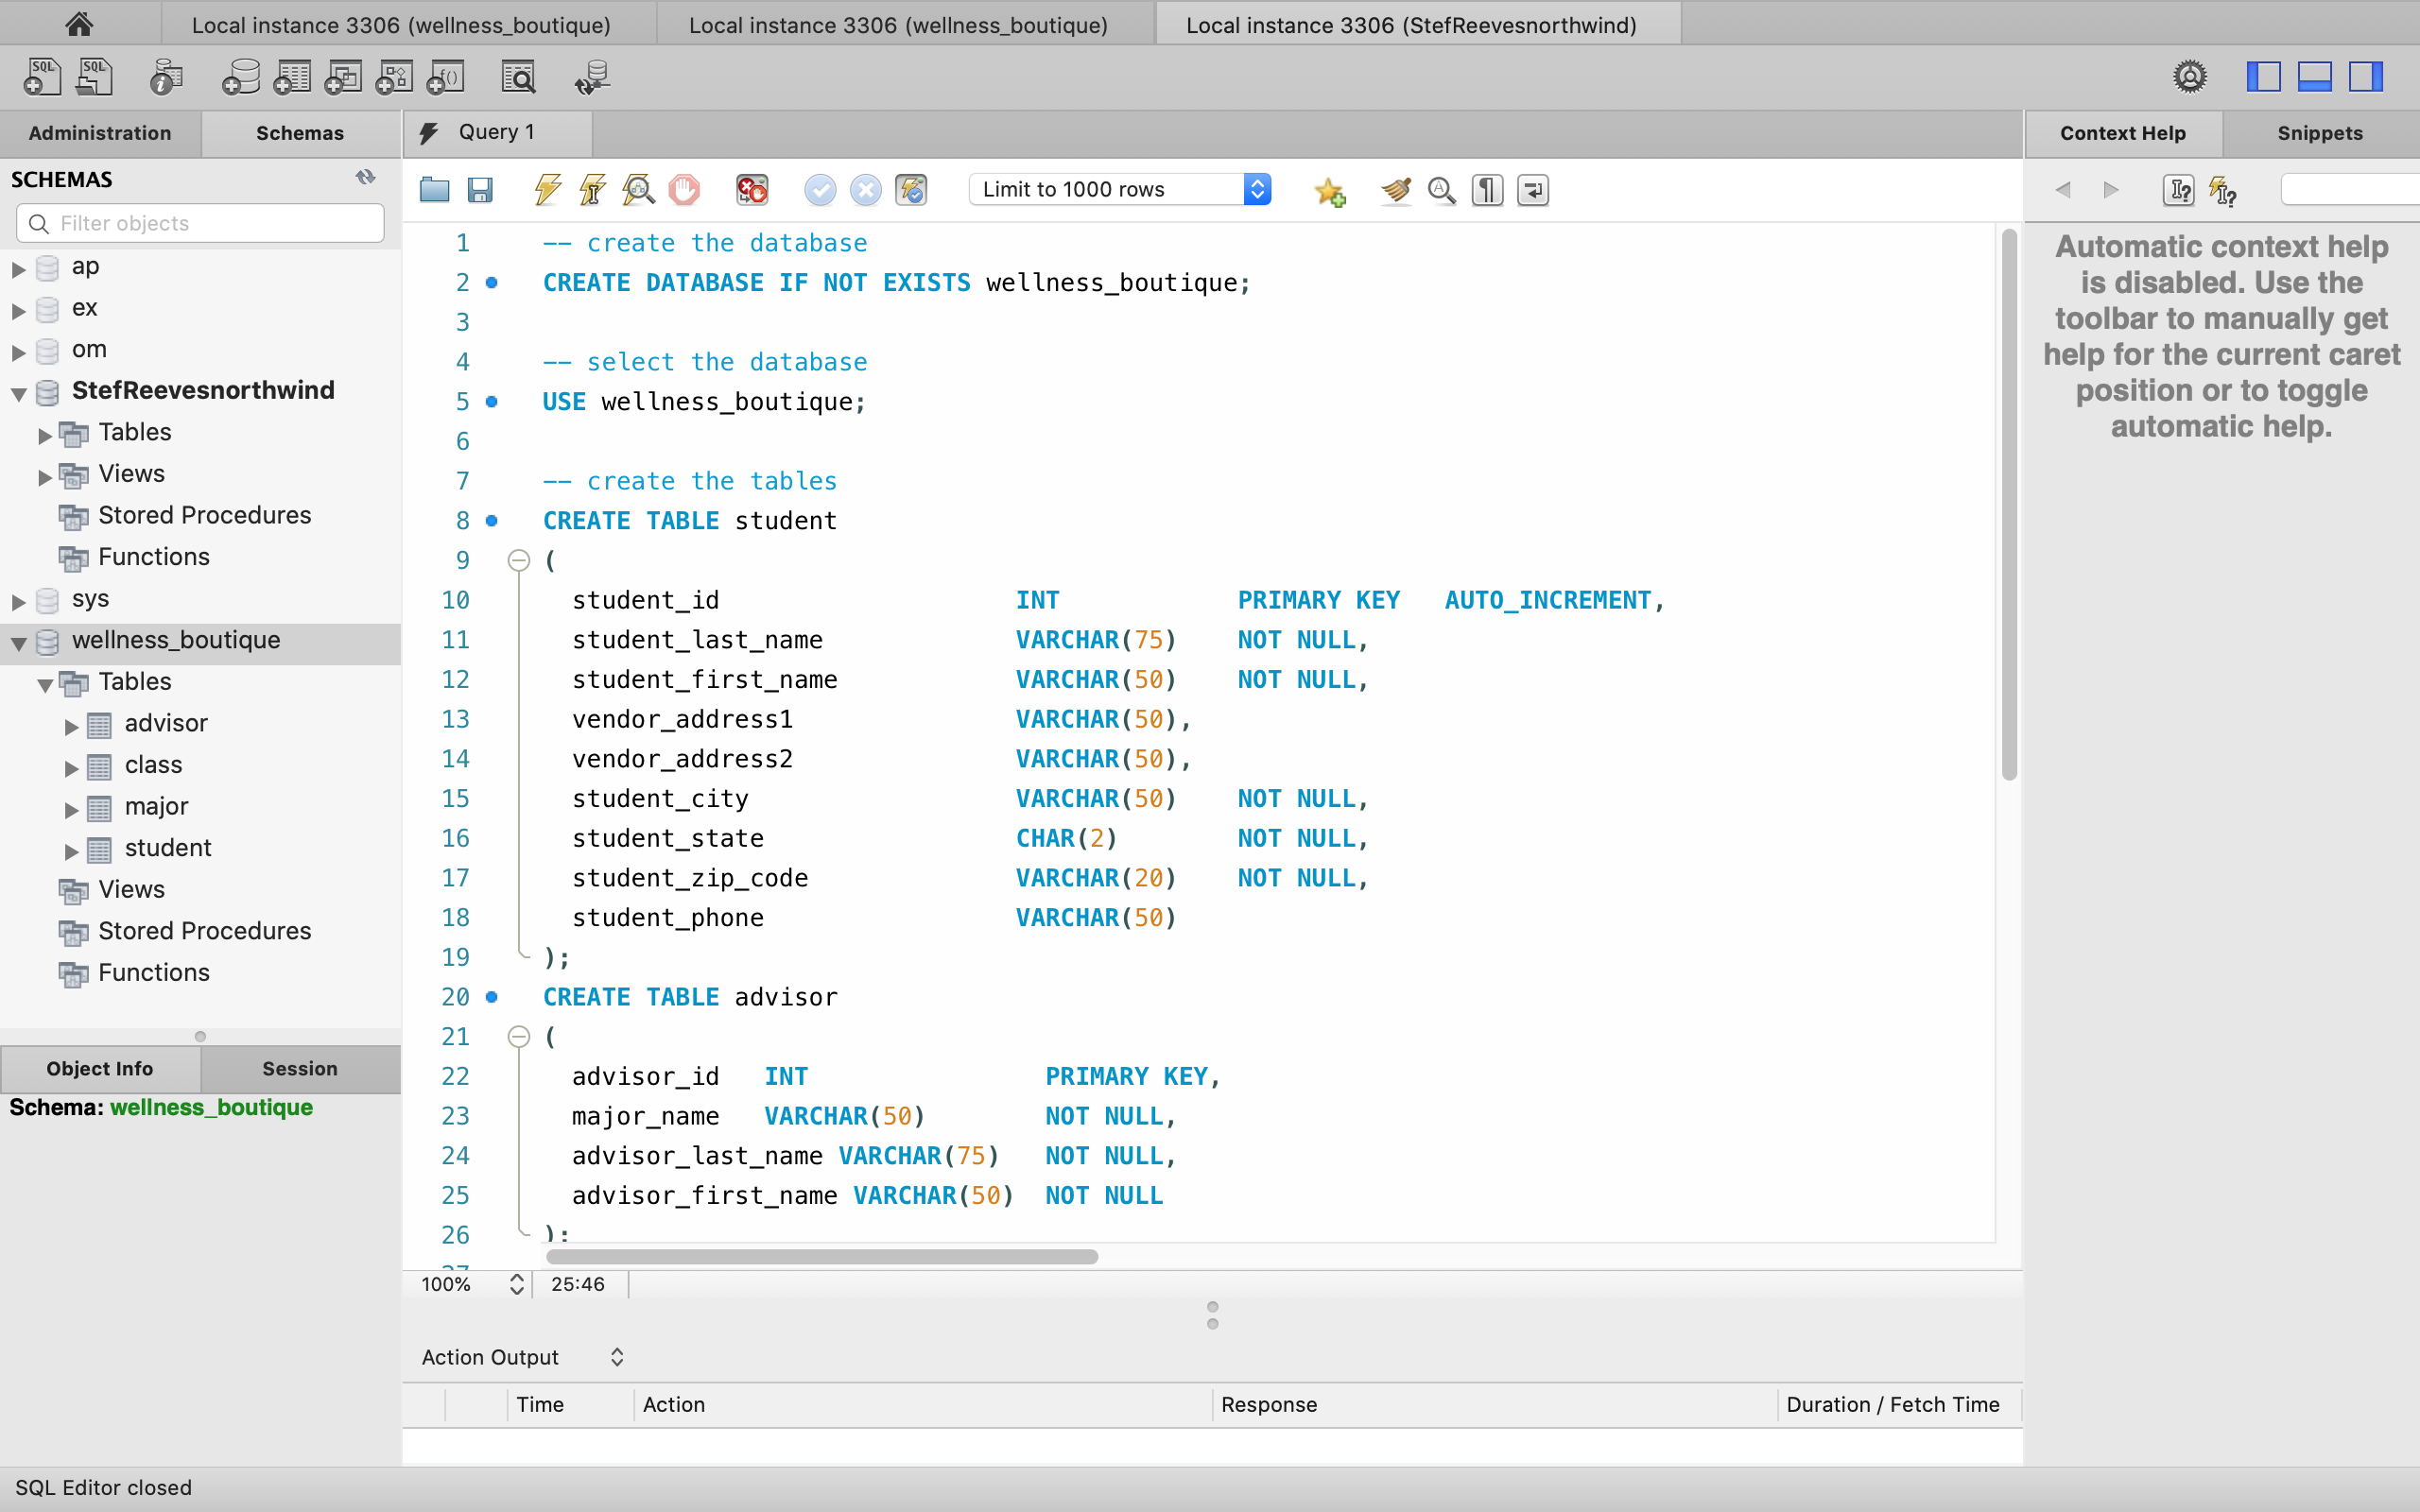 Local instance 3306 (wellness_boutique)
Local instance 3306 (wellness_boutique)
Local instance 3306 (StefReevesnorthwind)
SQL
SQL
Administration
Schemas
Query 1
Context Help
Snippets
SCHEMAS
Filter objects
Limit to 1000 rows
ap
ex
om
StefReevesnorthwind
Tables
Views
Stored Procedures
Functions
sys
wellness_boutique
Tables
advisor
class
major
student
Views
Stored Procedures
Functions
Object Info
Session
Schema: wellness_boutique
1 -- create the database
2 CREATE DATABASE IF NOT EXISTS wellness_boutique;
3
4 -- select the database
5 USE wellness_boutique;
6
7 -- create the tables
8 CREATE TABLE student
9 (
10 student_id INT PRIMARY KEY AUTO_INCREMENT,
11 student_last_name VARCHAR(75) NOT NULL,
12 student_first_name VARCHAR(50) NOT NULL,
13 vendor_address1 VARCHAR(50),
14 vendor_address2 VARCHAR(50),
15 student_city VARCHAR(50) NOT NULL,
16 student_state CHAR(2) NOT NULL,
17 student_zip_code VARCHAR(20) NOT NULL,
18 student_phone VARCHAR(50)
19 );
20 CREATE TABLE advisor
21 (
22 advisor_id INT PRIMARY KEY,
23 major_name VARCHAR(50) NOT NULL,
24 advisor_last_name VARCHAR(75) NOT NULL,
25 advisor_first_name VARCHAR(50) NOT NULL
26 );
27
100%
25:46
Automatic context help
is disabled. Use the
toolbar to manually get
help for the current caret
position or to toggle
automatic help.
Action Output
Time
Action
Response
Duration / Fetch Time
SQL Editor closed